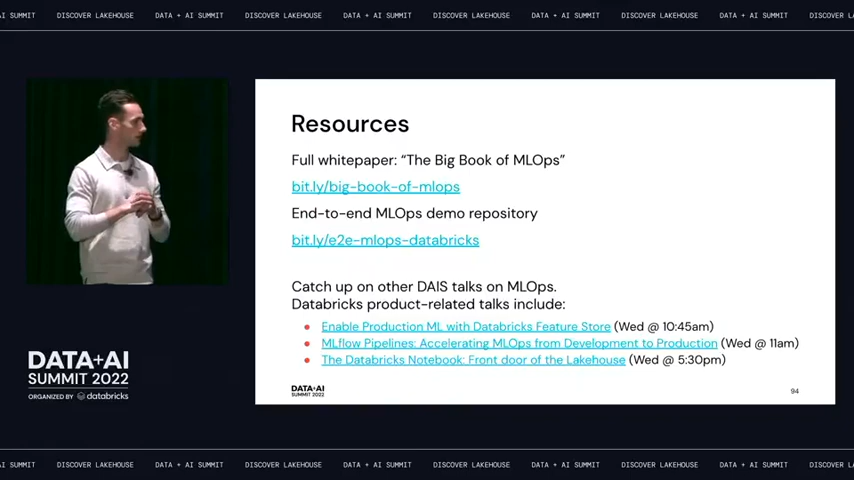 AI SUMMIT DISCOVER LAKEHOUSE DATA + AI SUMMIT DISCOVER LAKEHOUSE DATA + AI SUMMIT DISCOVER LAKEHOUSE DATA + AI SUMMIT DISCOVER LAKEHOUSE DATA + AI SUMMIT DISCOVER LA
Resources
Full whitepaper: “The Big Book of MLOps”
bit.ly/big-book-of-mlops
End-to-end MLOps demo repository
bit.ly/e2e-mlops-databricks
Catch up on other DAIS talks on MLOps.
Databricks product-related talks include:
Enable Production ML with Databricks Feature Store (Wed @ 10:45am)
MLflow Pipelines: Accelerating MLOps from Development to Production (Wed @ 11am)
The Databricks Notebook: Front door of the Lakehouse (Wed @ 5:30pm)
DATA+AI
SUMMIT 2022
94
DATA+AI
SUMMIT 2022
ORGANIZED BY databricks
AI SUMMIT DISCOVER LAKEHOUSE DATA + AI SUMMIT DISCOVER LAKEHOUSE DATA + AI SUMMIT DISCOVER LAKEHOUSE DATA + AI SUMMIT DISCOVER LAKEHOUSE DATA + AI SUMMIT DISCOVER LA